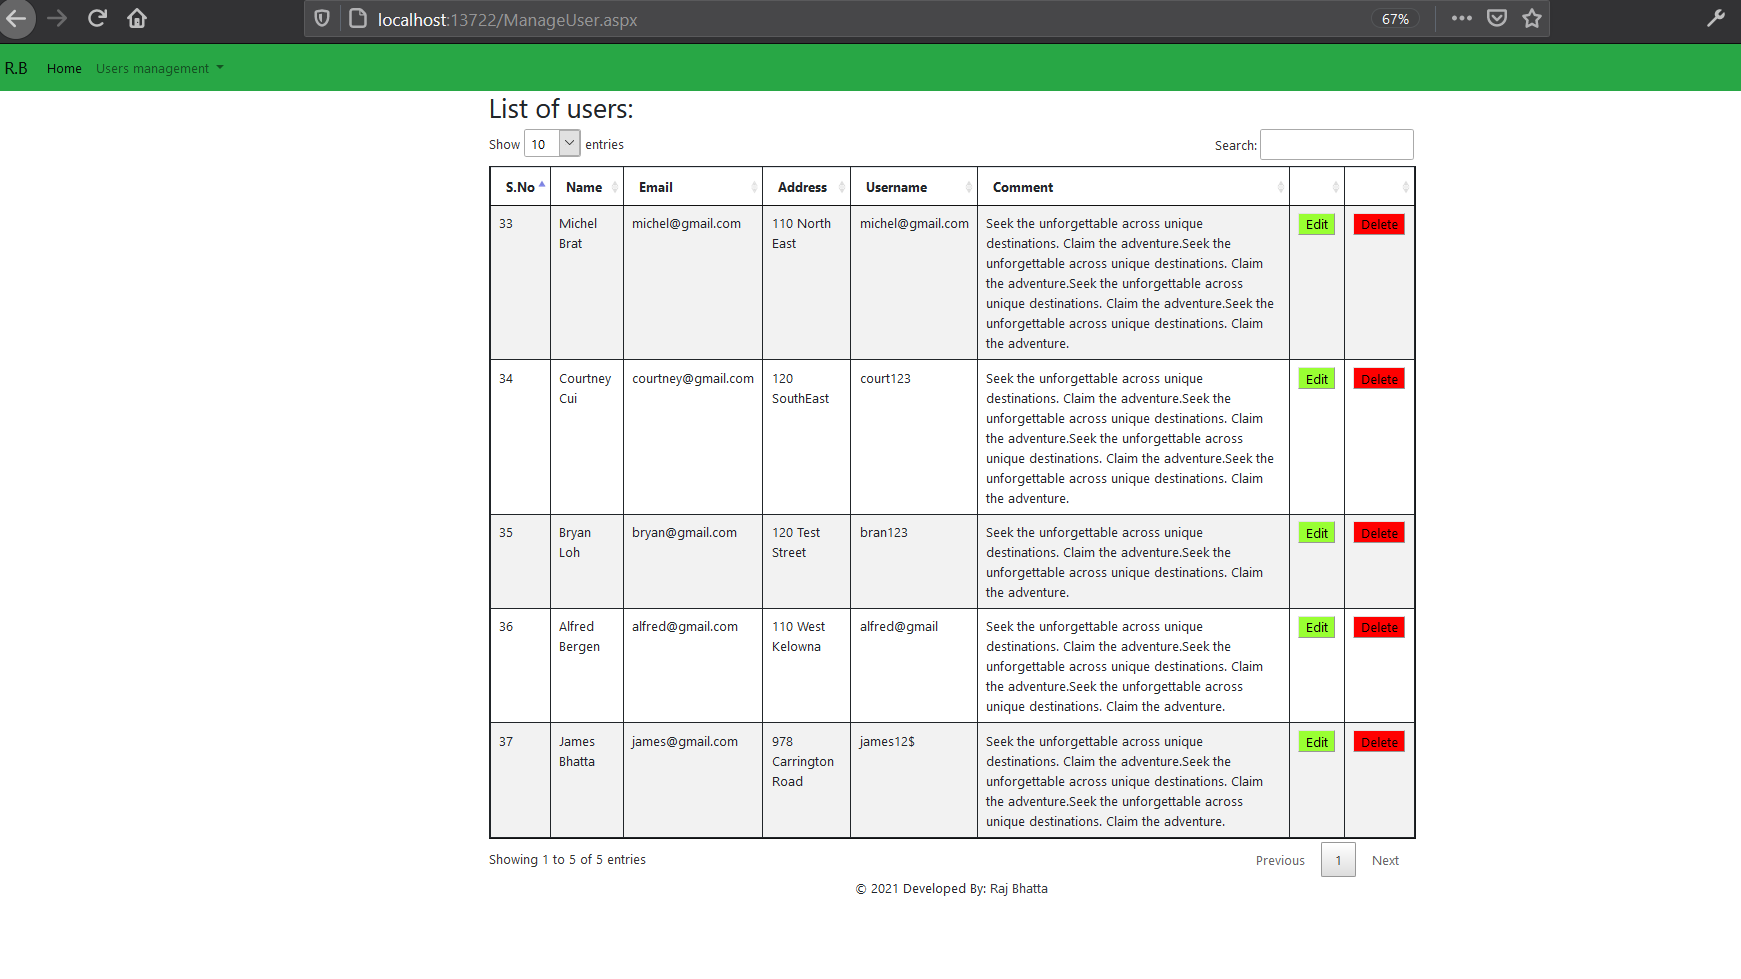 localhost:13722/ManageUser.aspx 67%
R.B Home Users management
List of users:
Show 10 entries Search:
S.No Name Email Address Username Comment
33 Michel michel@gmail.com 110 North michel@gmail.com Seek the unforgettable across unique Edit Delete
Brat East destinations. Claim the adventure.Seek the
unforgettable across unique destinations. Claim
the adventure.Seek the unforgettable across
unique destinations. Claim the adventure.Seek the
unforgettable across unique destinations. Claim
the adventure.
34 Courtney courtney@gmail.com 120 court123 Seek the unforgettable across unique Edit Delete
Cui SouthEast destinations. Claim the adventure.Seek the
unforgettable across unique destinations. Claim
the adventure.Seek the unforgettable across
unique destinations. Claim the adventure.Seek the
unforgettable across unique destinations. Claim
the adventure.
35 Bryan bryan@gmail.com 120 Test bran123 Seek the unforgettable across unique Edit Delete
Loh Street destinations. Claim the adventure.Seek the
unforgettable across unique destinations. Claim
the adventure.
36 Alfred alfred@gmail.com 110 West alfred@gmail Seek the unforgettable across unique Edit Delete
Bergen Kelowna destinations. Claim the adventure.Seek the
unforgettable across unique destinations. Claim
the adventure.Seek the unforgettable across
unique destinations. Claim the adventure.
37 James james@gmail.com 978 james12$ Seek the unforgettable across unique Edit Delete
Bhatta Carrington destinations. Claim the adventure.Seek the
Road unforgettable across unique destinations. Claim
the adventure.Seek the unforgettable across
unique destinations. Claim the adventure.
Showing 1 to 5 of 5 entries Previous 1 Next
© 2021 Developed By: Raj Bhatta